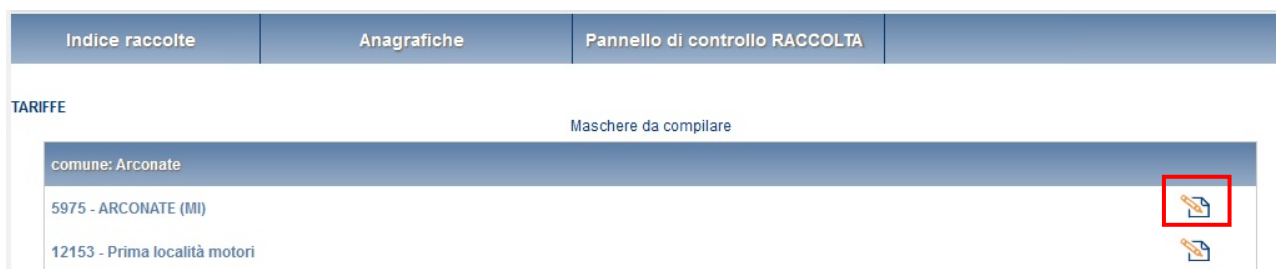 Indice raccolte Anagrafiche Pannello di controllo RACCOLTA
TARIFFE
Maschere da compilare
comune: Arconate
5975 - ARCONATE (MI)
12153 - Prima località motori